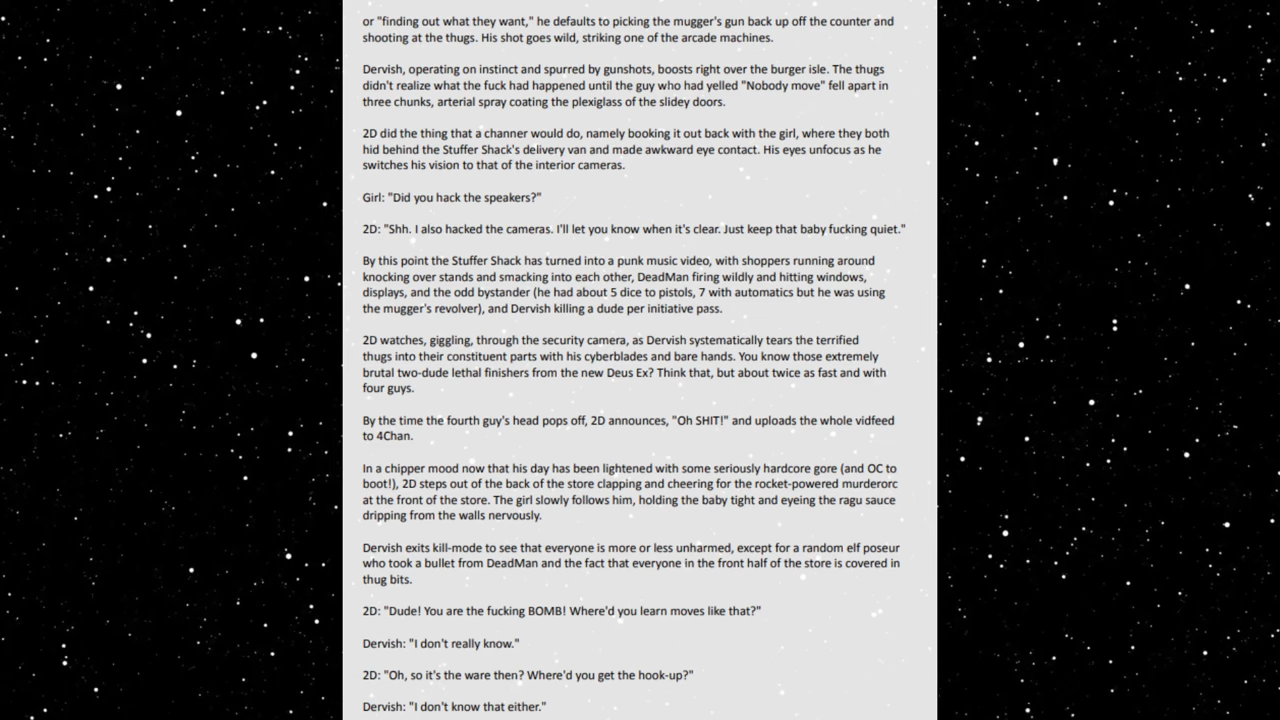 or "finding out what they want," he defaults to picking the mugger's gun back up off the counter and
shooting at the thugs. His shot goes wild, striking one of the arcade machines.
Dervish, operating on instinct and spurred by gunshots, boosts right over the burger isle. The thugs
didn't realize what the fuck had happened until the guy who had yelled "Nobody move" fell apart in
three chunks, arterial spray coating the plexiglass of the slidey doors.
2D did the thing that a channer would do, namely booking it out back with the girl, where they both
hid behind the Stuffer Shack's delivery van and made awkward eye contact. His eyes unfocus as he
switches his vision to that of the interior cameras.
Girl: "Did you hack the speakers?"
2D: "Shh. I also hacked the cameras. I'll let you know when it's clear. Just keep that baby fucking quiet."
By this point the Stuffer Shack has turned into a punk music video, with shoppers running around
knocking over stands and smacking into each other, DeadMan firing wildly and hitting windows,
displays, and the odd bystander (he had about 5 dice to pistols, 7 with automatics but he was using
the mugger's revolver), and Dervish killing a dude per initiative pass.
2D watches, giggling, through the security camera, as Dervish systematically tears the terrified
thugs into their constituent parts with his cyberblades and bare hands. You know those extremely
brutal two-dude lethal finishers from the new Deus Ex? Think that, but about twice as fast and with
four guys.
By the time the fourth guy's head pops off, 2D announces, "Oh SHIT!" and uploads the whole vidfeed
to 4Chan.
In a chipper mood now that his day has been lightened with some seriously hardcore gore (and OC to
boot!), 2D steps out of the back of the store clapping and cheering for the rocket-powered murderorc
at the front of the store. The girl slowly follows him, holding the baby tight and eyeing the ragu sauce
dripping from the walls nervously.
Dervish exits kill-mode to see that everyone is more or less unharmed, except for a random elf poseur
who took a bullet from DeadMan and the fact that everyone in the front half of the store is covered in
thug bits.
2D: "Dude! You are the fucking BOMB! Where'd you learn moves like that?"
Dervish: "I don't really know."
2D: "Oh, so it's the ware then? Where'd you get the hook-up?"
Dervish: "I don't know that either."